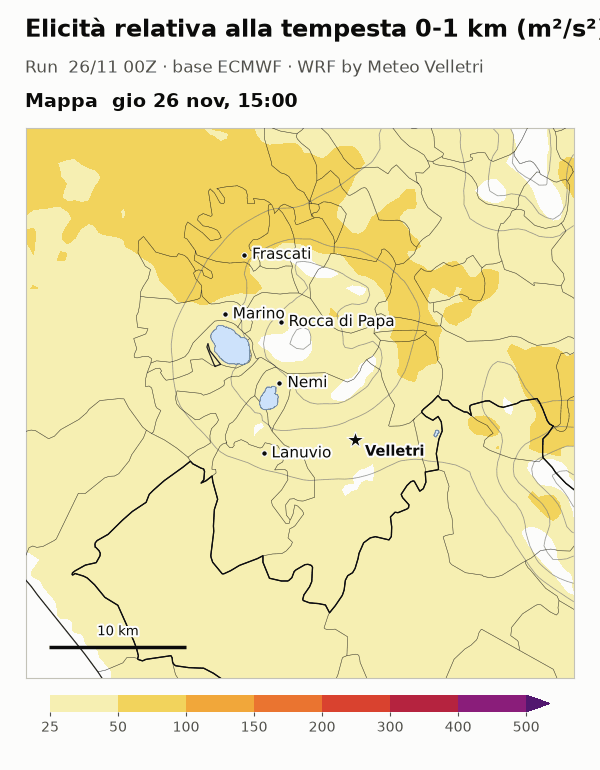 Elicità relativa alla tempesta 0-1 km (m²/s²)
Run  26/11 00Z · base ECMWF · WRF by Meteo Velletri
Mappa  gio 26 nov, 15:00
Frascati
Marino
Rocca di Papa
Nemi
Velletri
Lanuvio
10 km
25 50 100 150 200 300 400 500